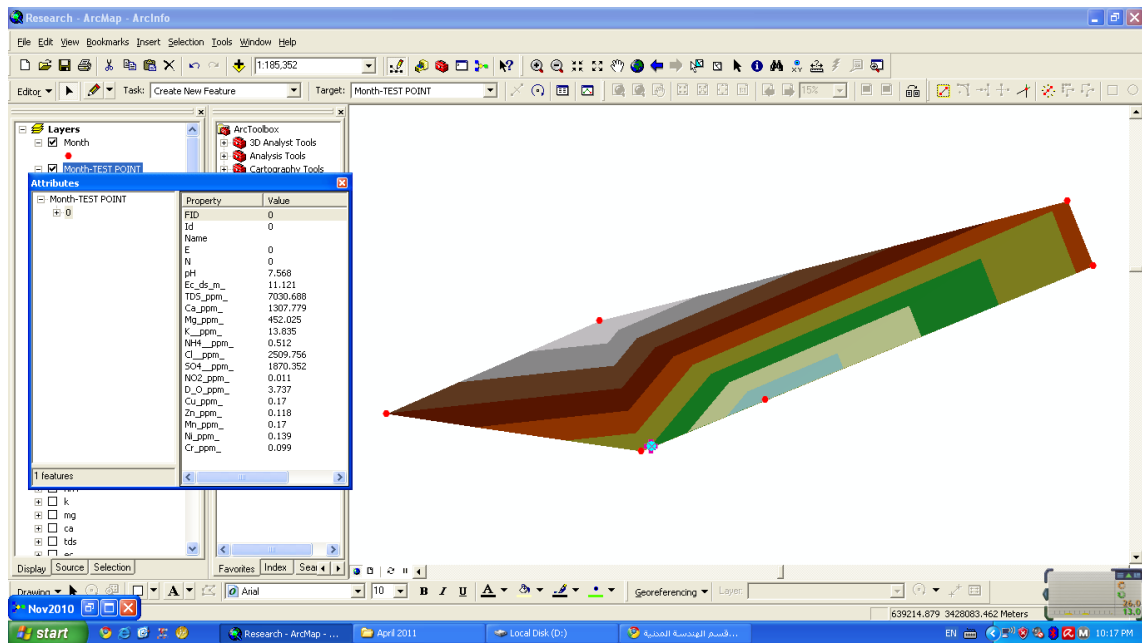 Research - ArcMap - ArcInfo
File Edit View Bookmarks Insert Selection Tools Window Help
1:185,352
Editor Task: Create New Feature Target: Month-TEST POINT 15%
Layers
Month
Month-TEST POINT
ArcToolbox
3D Analyst Tools
Analysis Tools
Cartography Tools
Attributes
Month-TEST POINT
0
Property Value
FID 0
Id 0
Name
E 0
N 0
pH 7.568
Ec_ds_m_ 11.121
TDS_ppm_ 7030.688
Ca_ppm_ 1307.779
Mg_ppm_ 452.025
K__ppm_ 13.835
NH4__ppm_ 0.512
Cl__ppm_ 2509.756
SO4__ppm_ 1870.352
NO2_ppm_ 0.011
D_O_ppm_ 3.737
Cu_ppm_ 0.17
Zn_ppm_ 0.118
Mn_ppm_ 0.17
Ni_ppm_ 0.139
Cr_ppm_ 0.099
1 features
k
mg
ca
tds
Display Source Selection
Favorites Index Sear
Drawing A Arial 10 B I U A Georeferencing Layer:
Nov2010
639214.879 3428083.462 Meters
C
26.0
13.0
start
Research - ArcMap - ...
April 2011
Local Disk (D:)
قسم الهندسة المدنية...
EN
10:17 PM